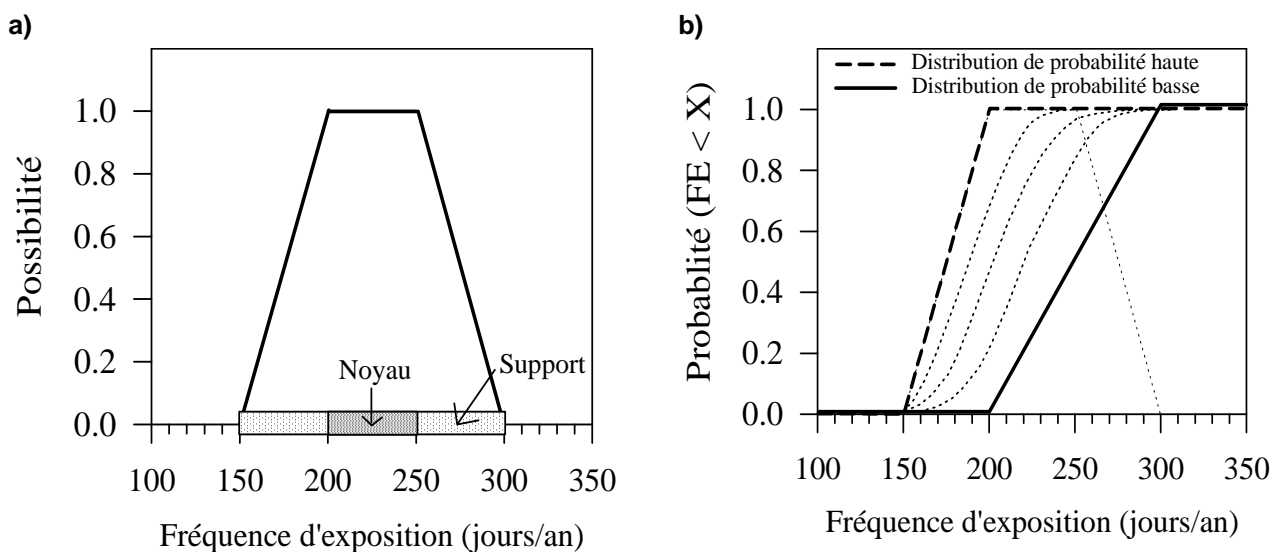 a)
Possibilité
1.0
0.8
0.6
0.4
0.2
0.0
Noyau
Support
100 150 200 250 300 350
Fréquence d'exposition (jours/an)
b)
Distribution de probabilité haute
Distribution de probabilité basse
Probablité (FE < X)
1.0
0.8
0.6
0.4
0.2
0.0
100 150 200 250 300 350
Fréquence d'exposition (jours/an)